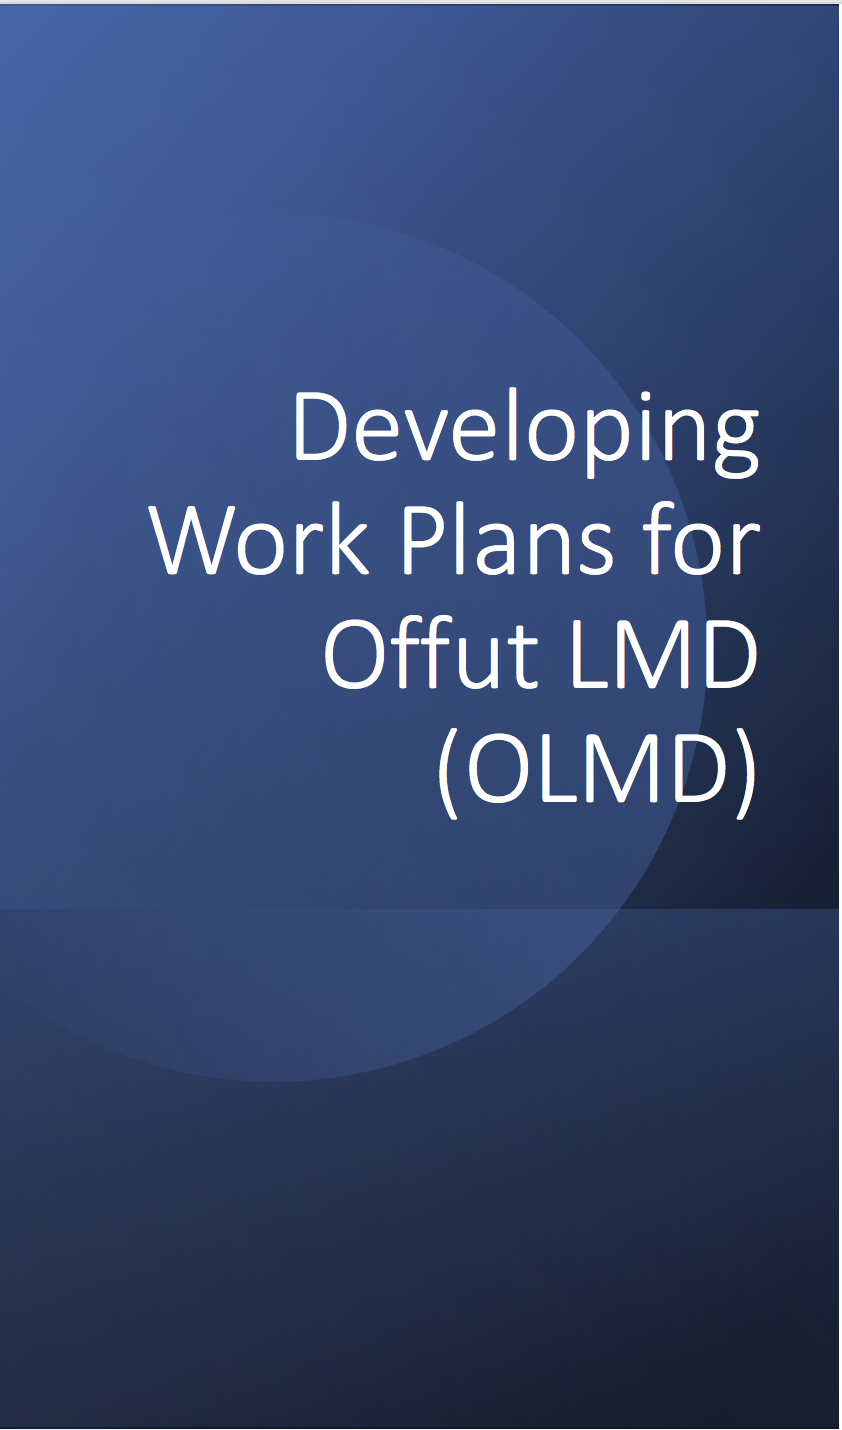 Developing
Work Plans for
Offut LMD
(OLMD)